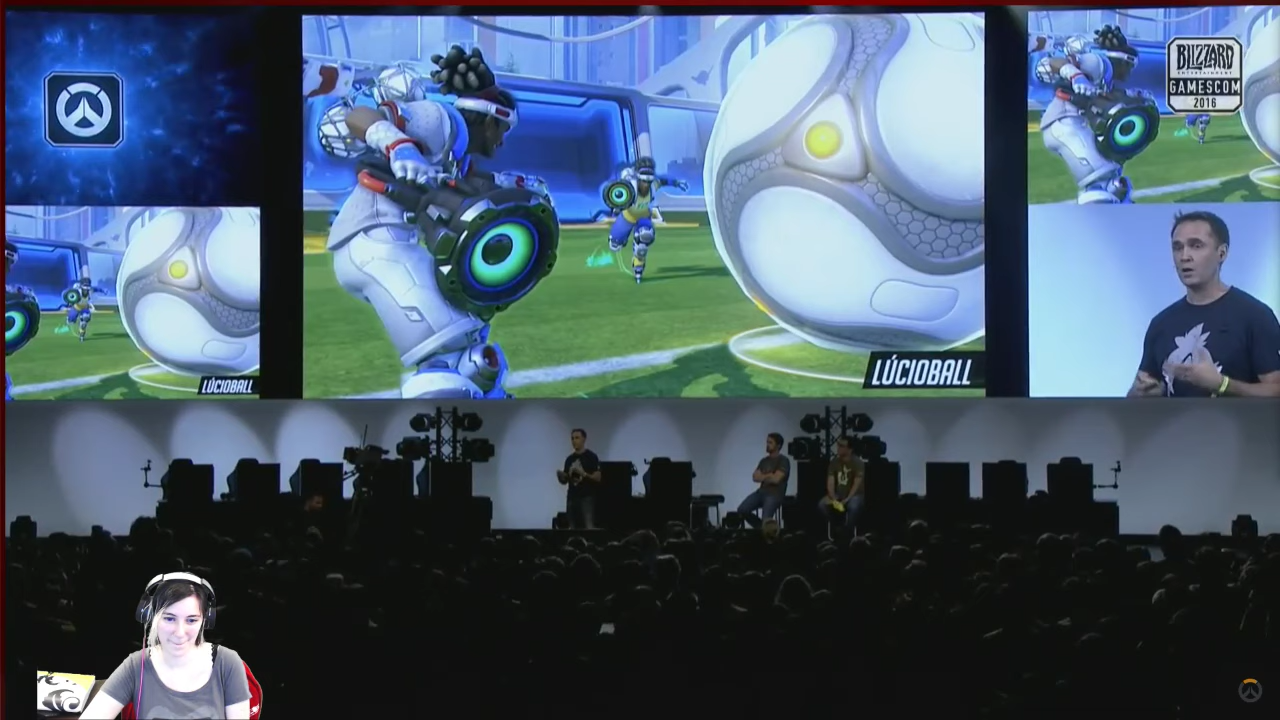 BLIZZARD
ENTERTAINMENT
GAMESCOM
2016
LÚCIOBALL
LÚCIOBALL